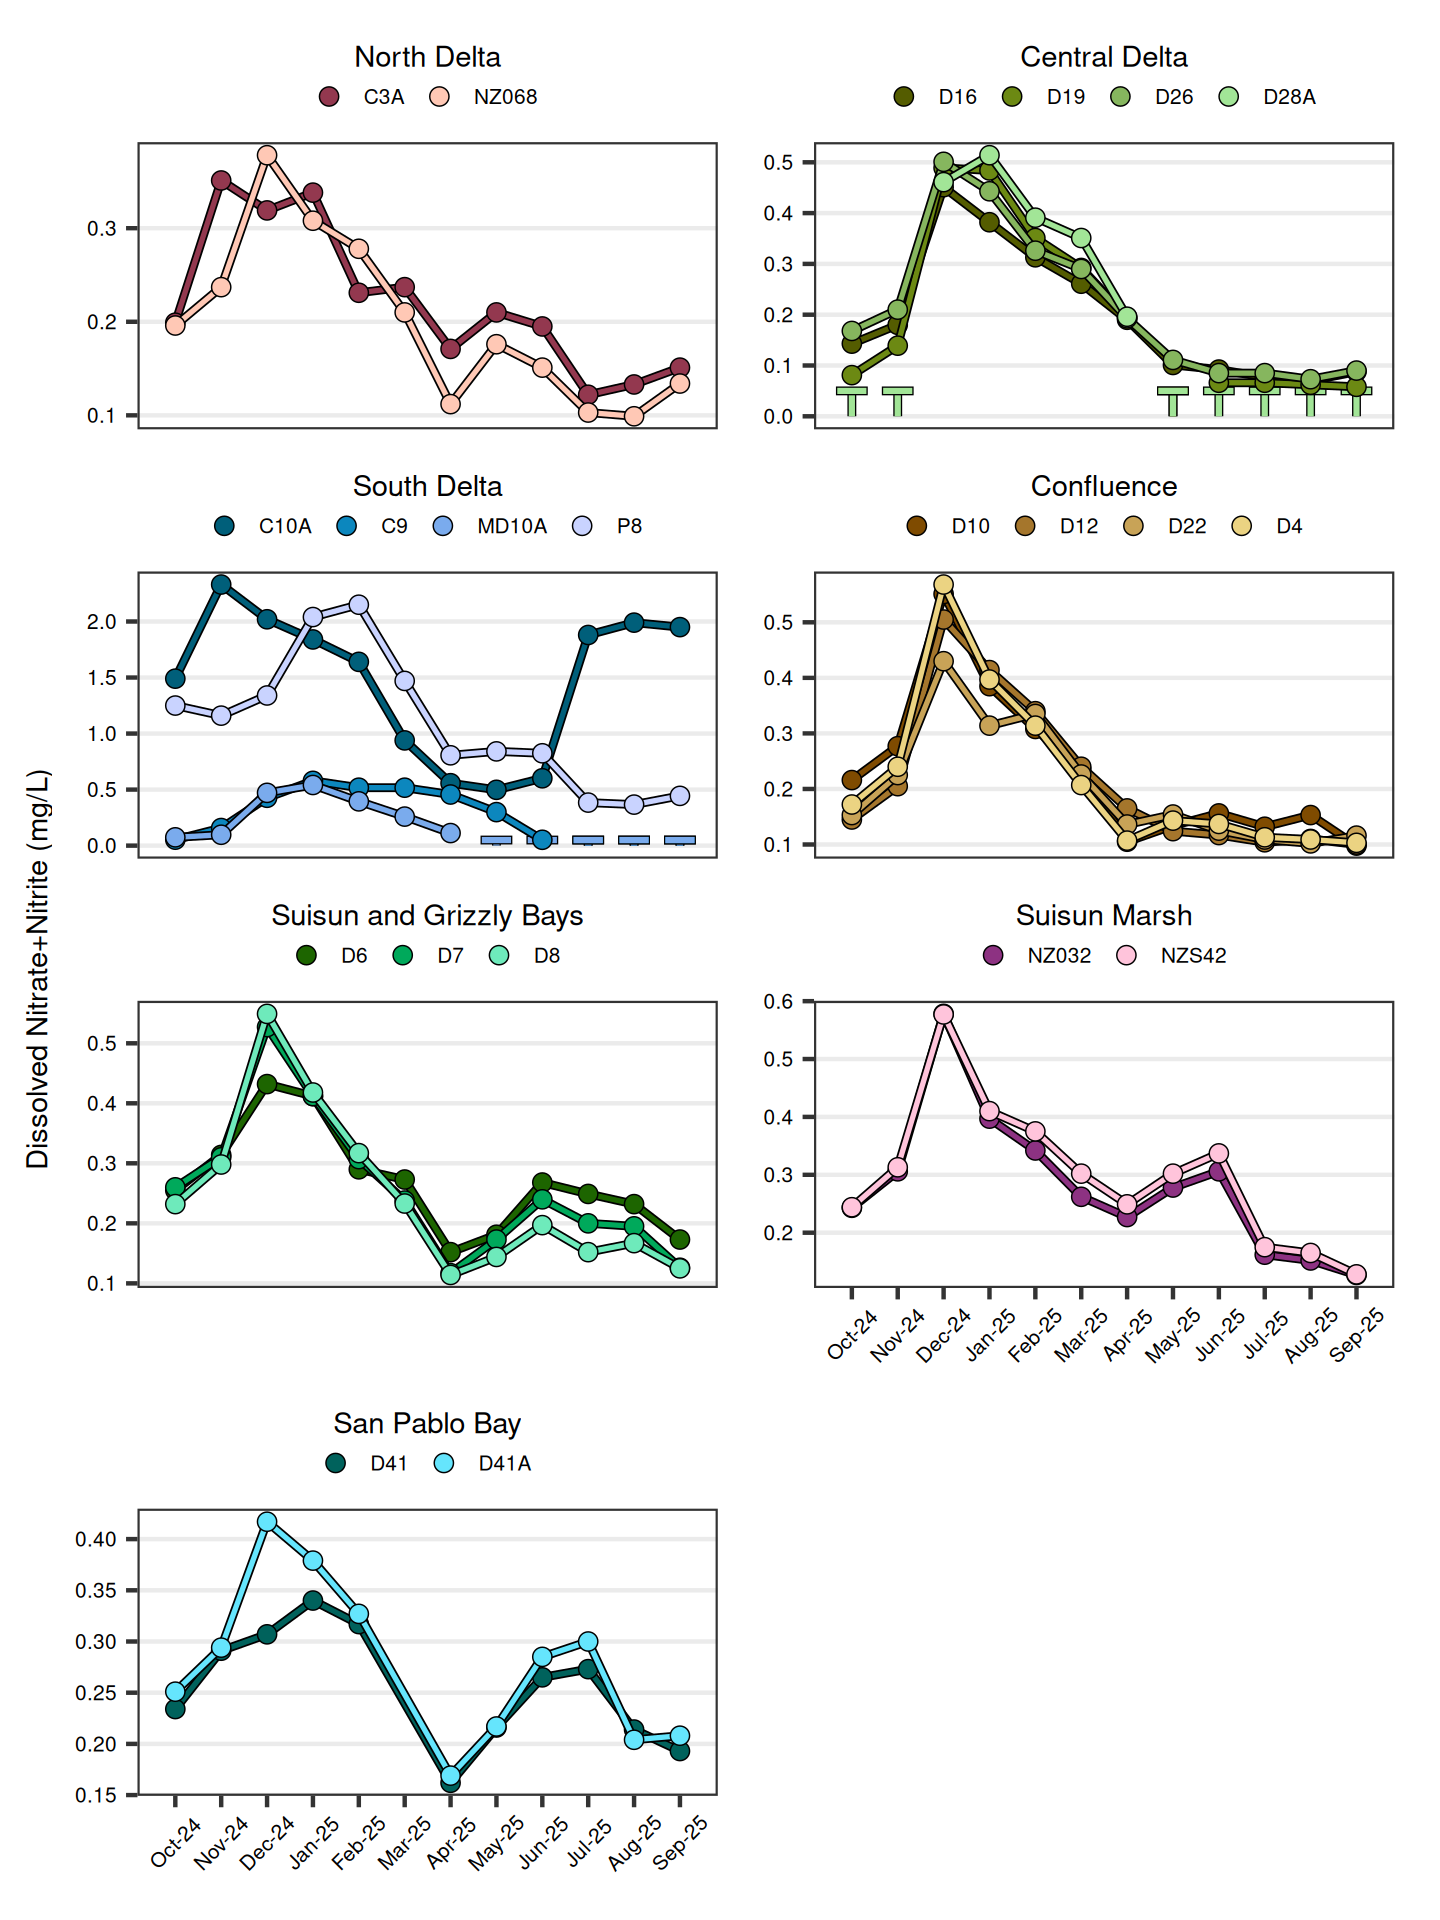 North Delta
C3A NZ068
0.3
0.2
0.1
Central Delta
D16 D19 D26 D28A
0.5
0.4
0.3
0.2
0.1
0.0
South Delta
C10A C9 MD10A P8
2.0
1.5
1.0
0.5
0.0
Confluence
D10 D12 D22 D4
0.5
0.4
0.3
0.2
0.1
Dissolved Nitrate+Nitrite (mg/L)
Suisun and Grizzly Bays
D6 D7 D8
0.5
0.4
0.3
0.2
0.1
Suisun Marsh
NZ032 NZS42
0.6
0.5
0.4
0.3
0.2
Oct-24 Nov-24 Dec-24 Jan-25 Feb-25 Mar-25 Apr-25 May-25 Jun-25 Jul-25 Aug-25 Sep-25
San Pablo Bay
D41 D41A
0.40
0.35
0.30
0.25
0.20
0.15
Oct-24 Nov-24 Dec-24 Jan-25 Feb-25 Mar-25 Apr-25 May-25 Jun-25 Jul-25 Aug-25 Sep-25